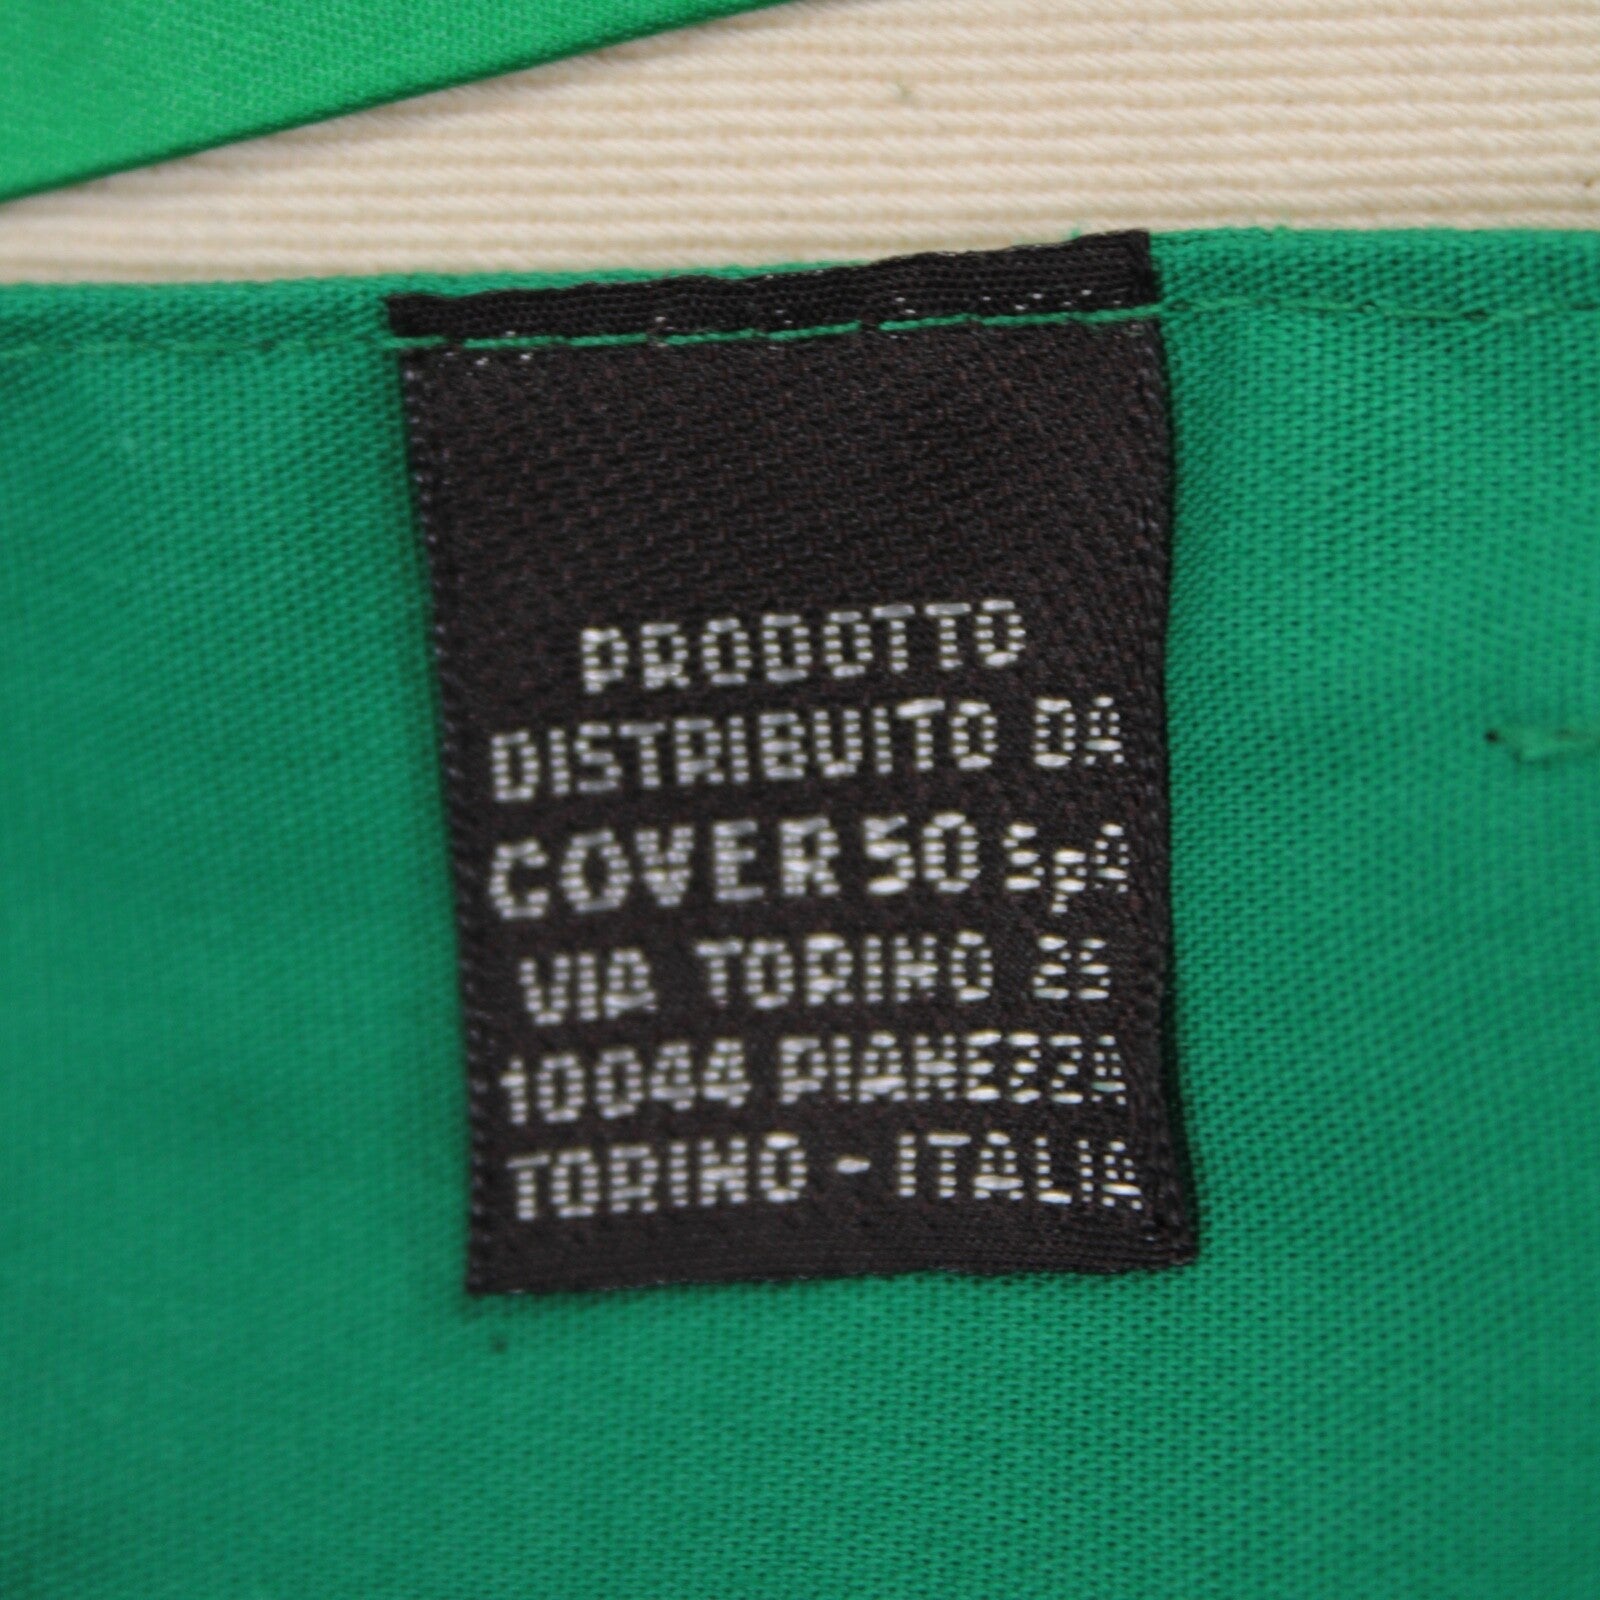 PRODOTTO
DISTRIBUITO DA
COVER 50 SpA
VIA TORINO 25
10044 PIANEZZA
TORINO - ITALIA